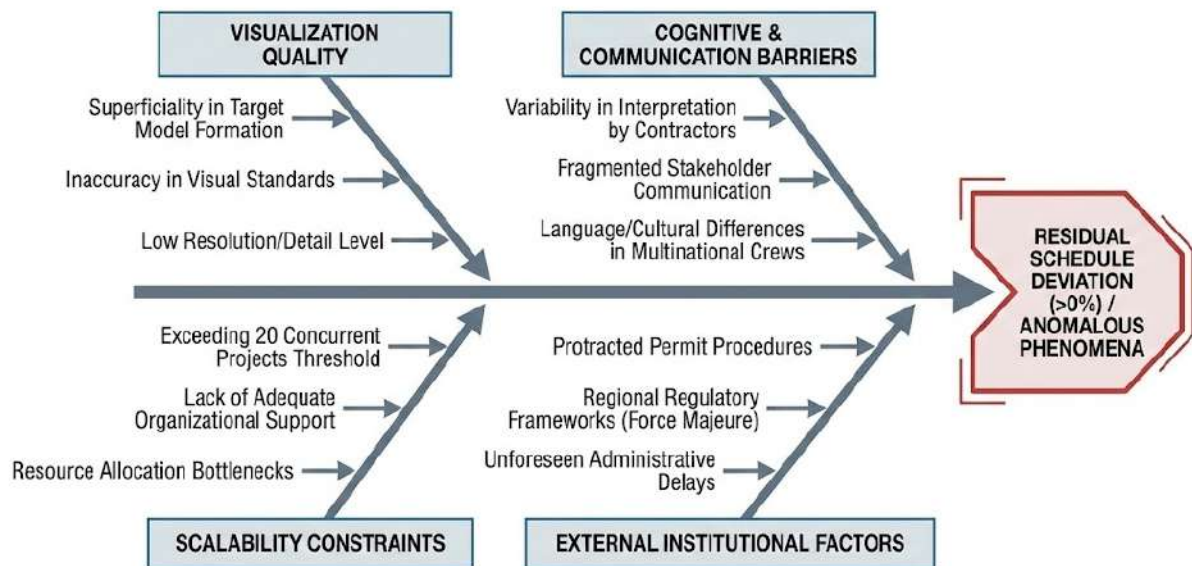 VISUALIZATION
QUALITY
Superficiality in Target
Model Formation
Inaccuracy in Visual Standards
Low Resolution/Detail Level
COGNITIVE &
COMMUNICATION BARRIERS
Variability in Interpretation
by Contractors
Fragmented Stakeholder
Communication
Language/Cultural Differences
in Multinational Crews
RESIDUAL
SCHEDULE
DEVIATION
(>0%) /
ANOMALOUS
PHENOMENA
Exceeding 20 Concurrent
Projects Threshold
Lack of Adequate
Organizational Support
Resource Allocation Bottlenecks
SCALABILITY CONSTRAINTS
Protracted Permit Procedures
Regional Regulatory
Frameworks (Force Majeure)
Unforeseen Administrative
Delays
EXTERNAL INSTITUTIONAL FACTORS